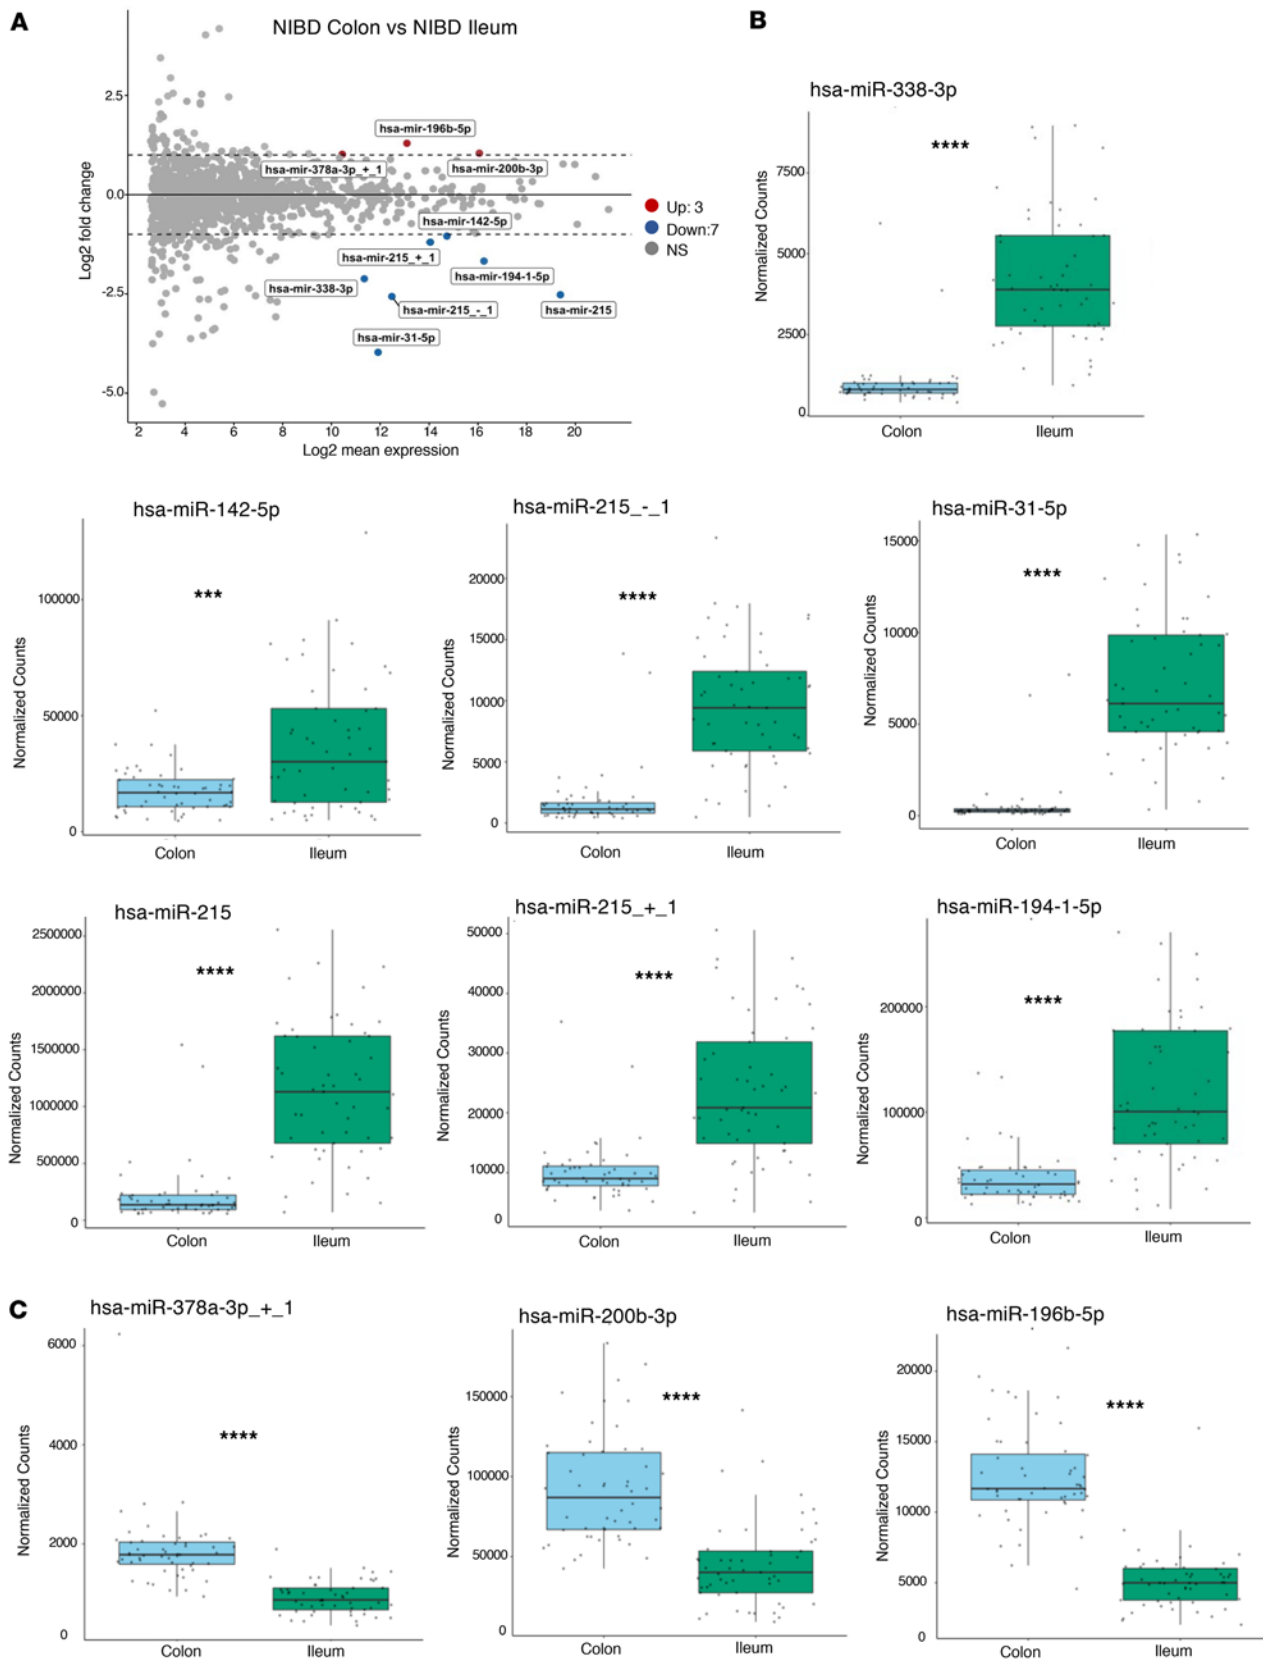 A
NIBD Colon vs NIBD Ileum
Log2 fold change
2.5
0.0
-2.5
-5.0
hsa-mir-196b-5p
hsa-mir-378a-3p_+_1
hsa-mir-200b-3p
hsa-mir-142-5p
hsa-mir-215_+_1
hsa-mir-194-1-5p
hsa-mir-338-3p
hsa-mir-215_-_1
hsa-mir-215
hsa-mir-31-5p
2 4 6 8 10 12 14 16 18 20
Log2 mean expression
Up: 3
Down:7
NS
B
hsa-miR-338-3p
Normalized Counts
7500
5000
2500
0
****
Colon Ileum
hsa-miR-142-5p
Normalized Counts
100000
50000
0
***
Colon Ileum
hsa-miR-215_-_1
Normalized Counts
20000
15000
10000
5000
0
****
Colon Ileum
hsa-miR-31-5p
Normalized Counts
15000
10000
5000
0
****
Colon Ileum
hsa-miR-215
Normalized Counts
2500000
2000000
1500000
1000000
500000
0
****
Colon Ileum
hsa-miR-215_+_1
Normalized Counts
50000
40000
30000
20000
10000
0
****
Colon Ileum
hsa-miR-194-1-5p
Normalized Counts
200000
100000
0
****
Colon Ileum
C
hsa-miR-378a-3p_+_1
Normalized Counts
6000
4000
2000
0
****
Colon Ileum
hsa-miR-200b-3p
Normalized Counts
150000
100000
50000
0
****
Colon Ileum
hsa-miR-196b-5p
Normalized Counts
20000
15000
10000
5000
0
****
Colon Ileum